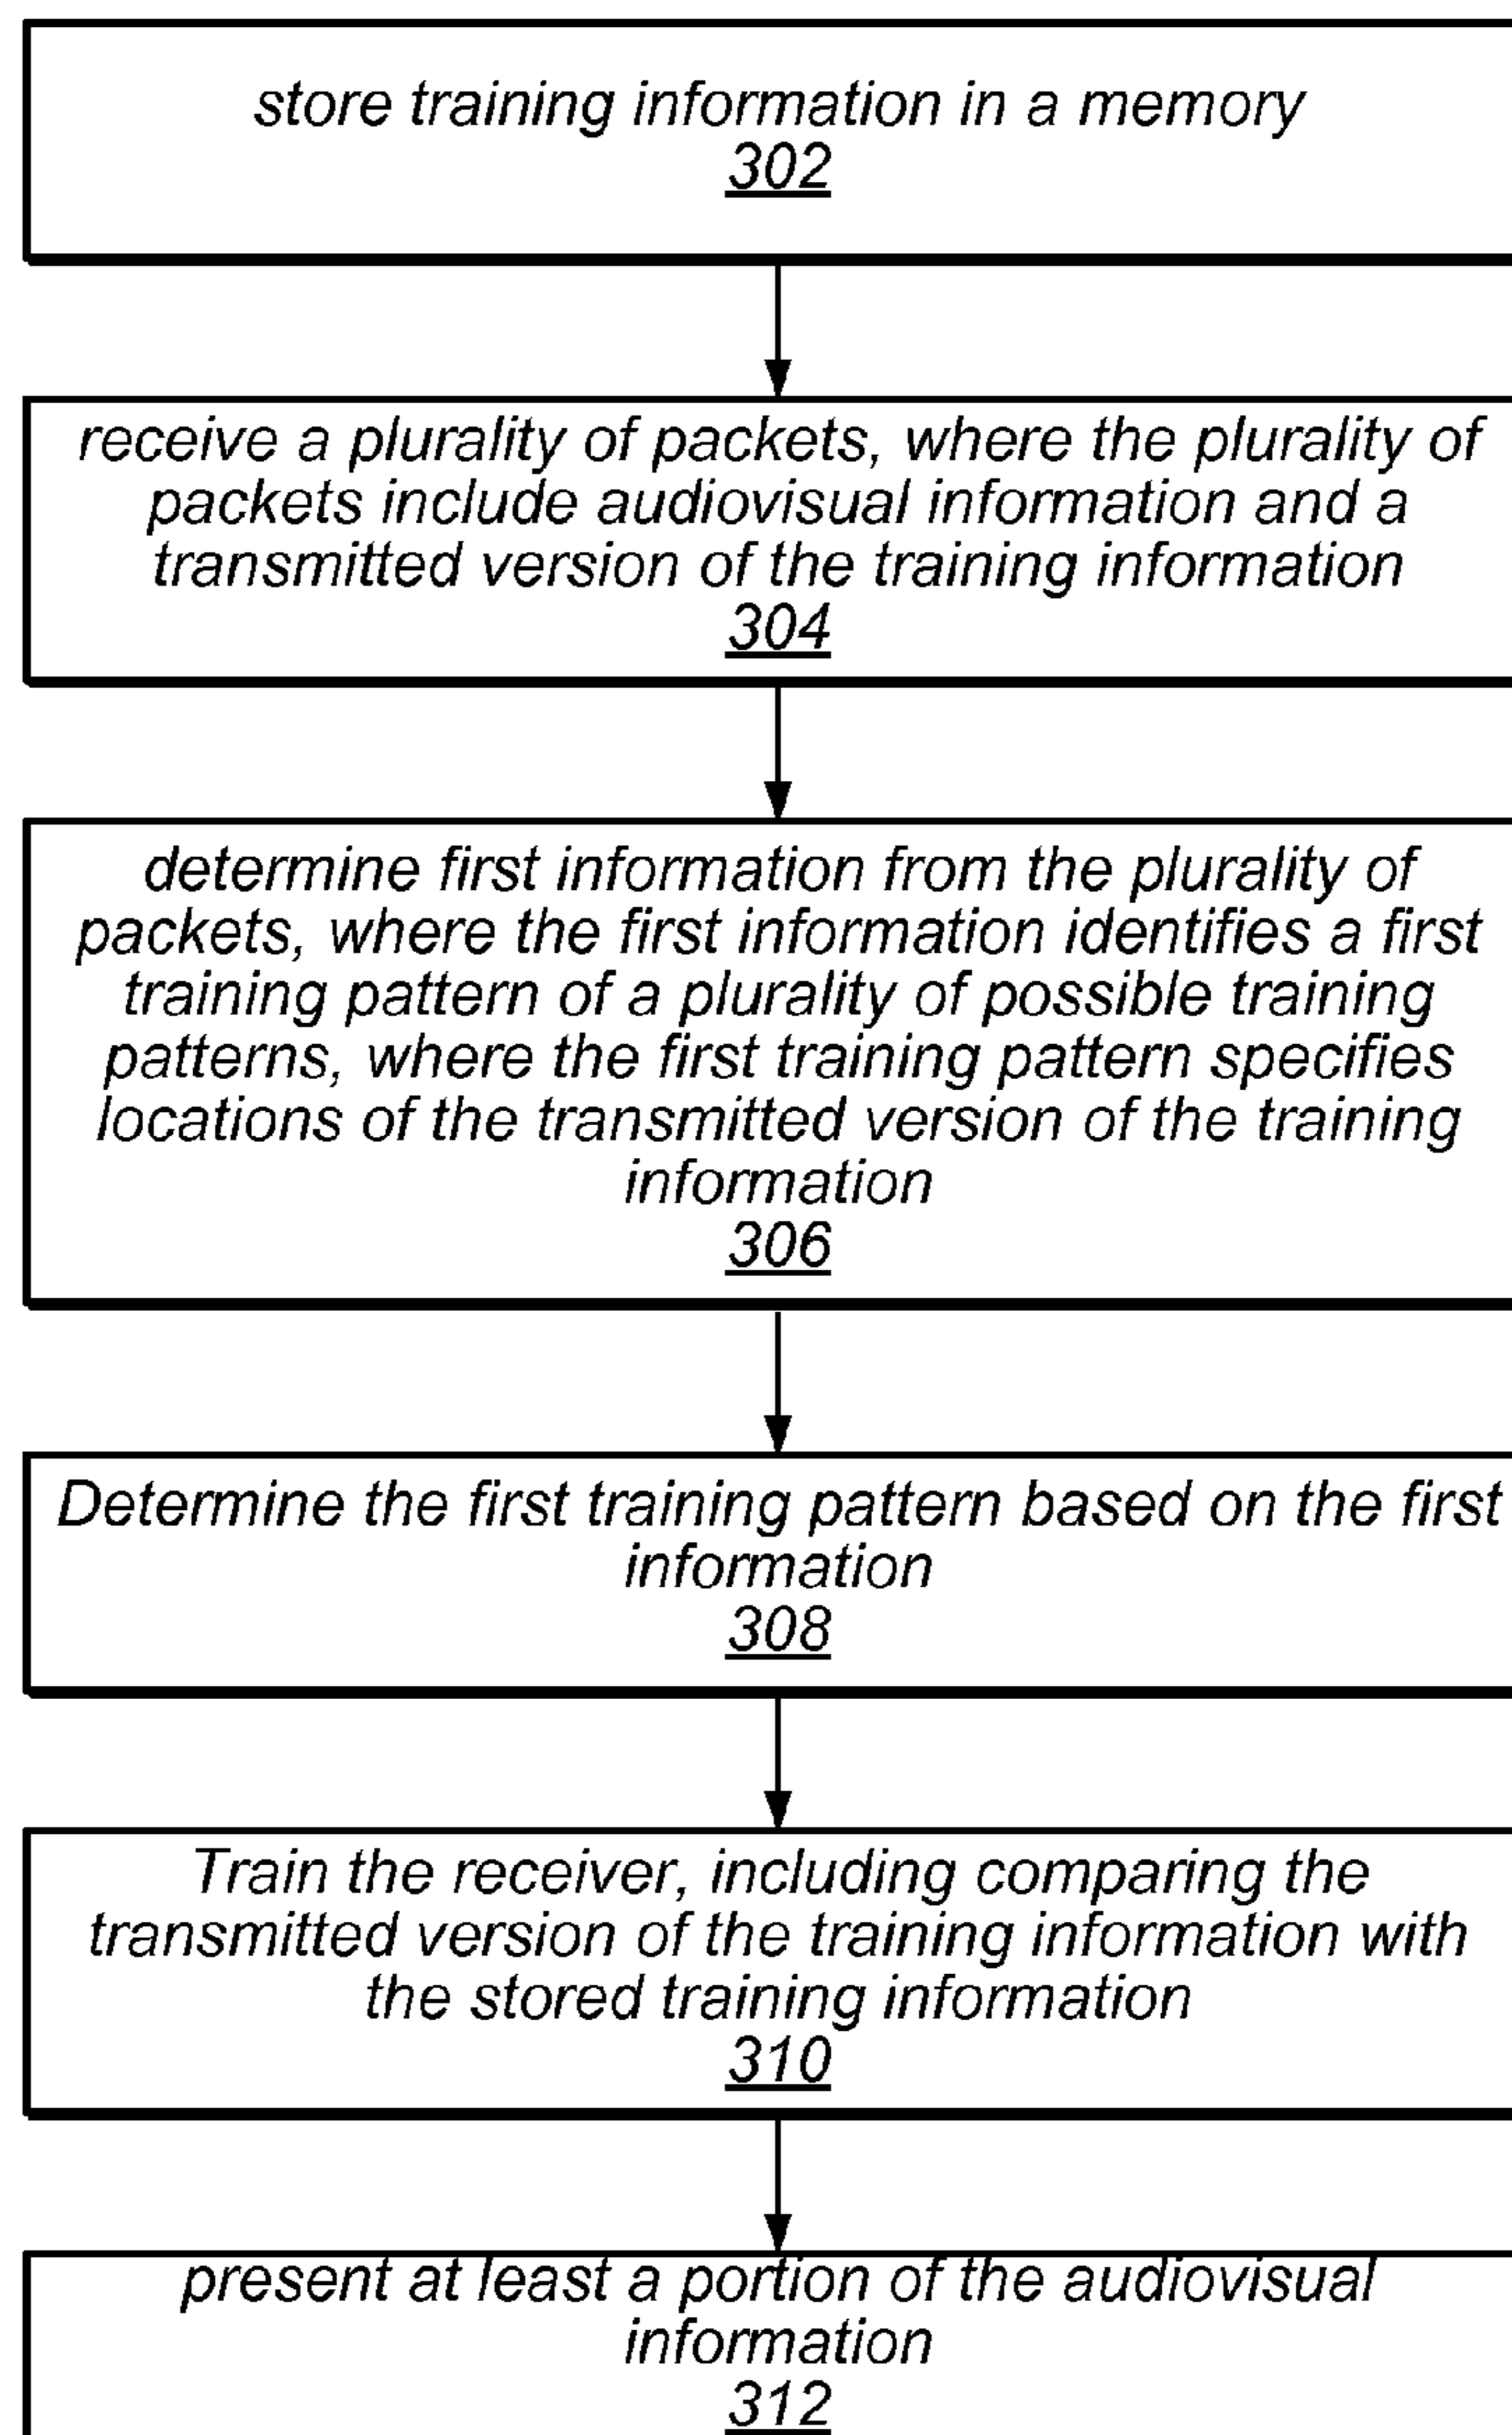 store training information in a memory
302
receive a plurality of packets, where the plurality of
packets include audiovisual information and a
transmitted version of the training information
304
determine first information from the plurality of
packets, where the first information identifies a first
training pattern of a plurality of possible training
patterns, where the first training pattern specifies
locations of the transmitted version of the training
information
306
Determine the first training pattern based on the first
information
308
Train the receiver, including comparing the
transmitted version of the training information with
the stored training information
310
present at least a portion of the audiovisual
information
312